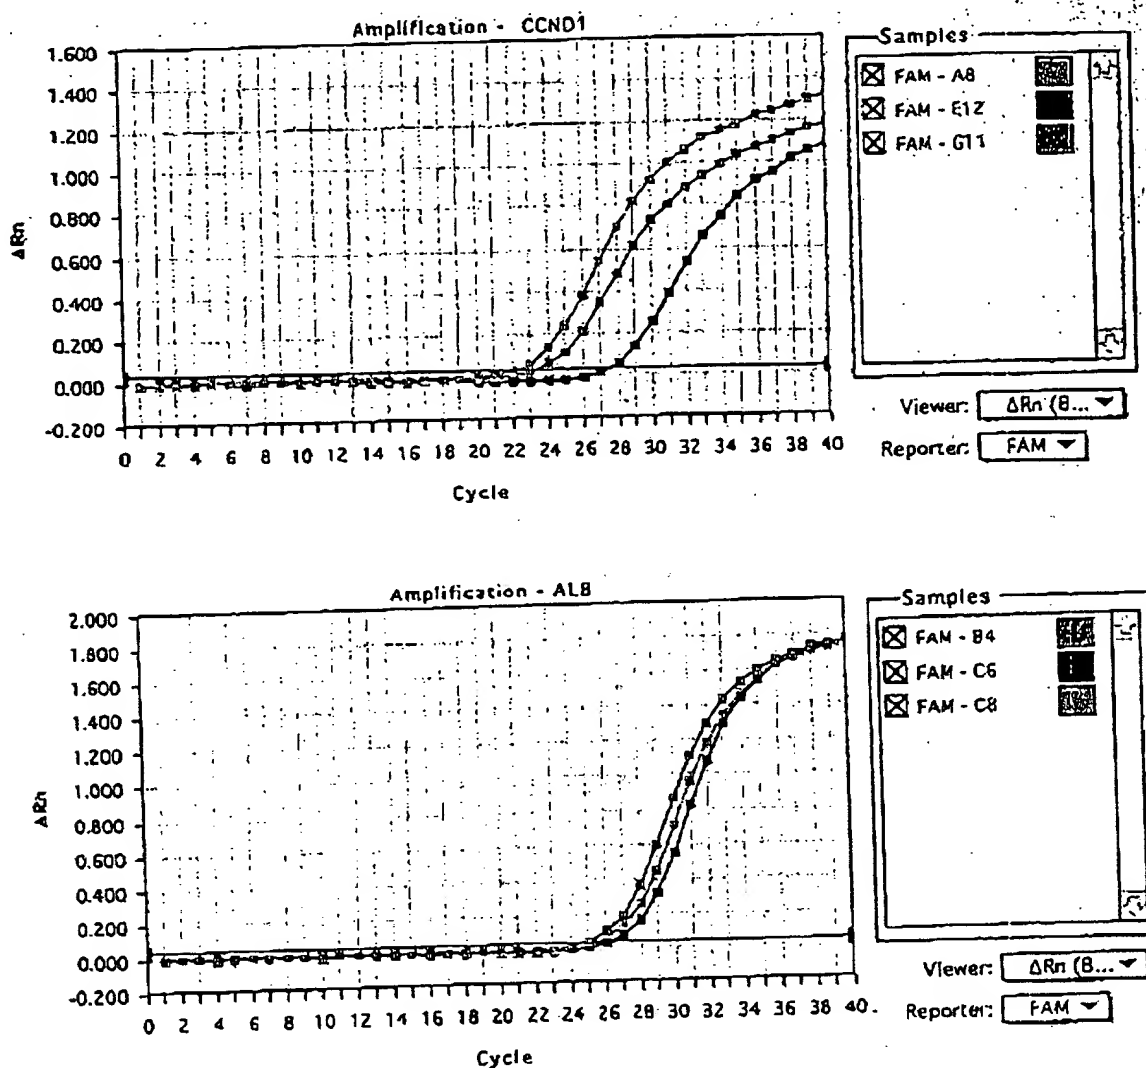 Amplification - CCND1
ΔRn
1.600
1.400
1.200
1.000
0.800
0.600
0.400
0.200
0.000
-0.200
0 2 4 6 8 10 12 14 16 18 20 22 24 26 28 30 32 34 36 38 40
Cycle
Samples
FAM - A8
FAM - E12
FAM - G11
Viewer: ΔRn (B...
Reporter: FAM
Amplification - ALB
ΔRn
2.000
1.800
1.600
1.400
1.200
1.000
0.800
0.600
0.400
0.200
0.000
-0.200
0 2 4 6 8 10 12 14 16 18 20 22 24 26 28 30 32 34 36 38 40
Cycle
Samples
FAM - B4
FAM - C6
FAM - C8
Viewer: ΔRn (B...
Reporter: FAM